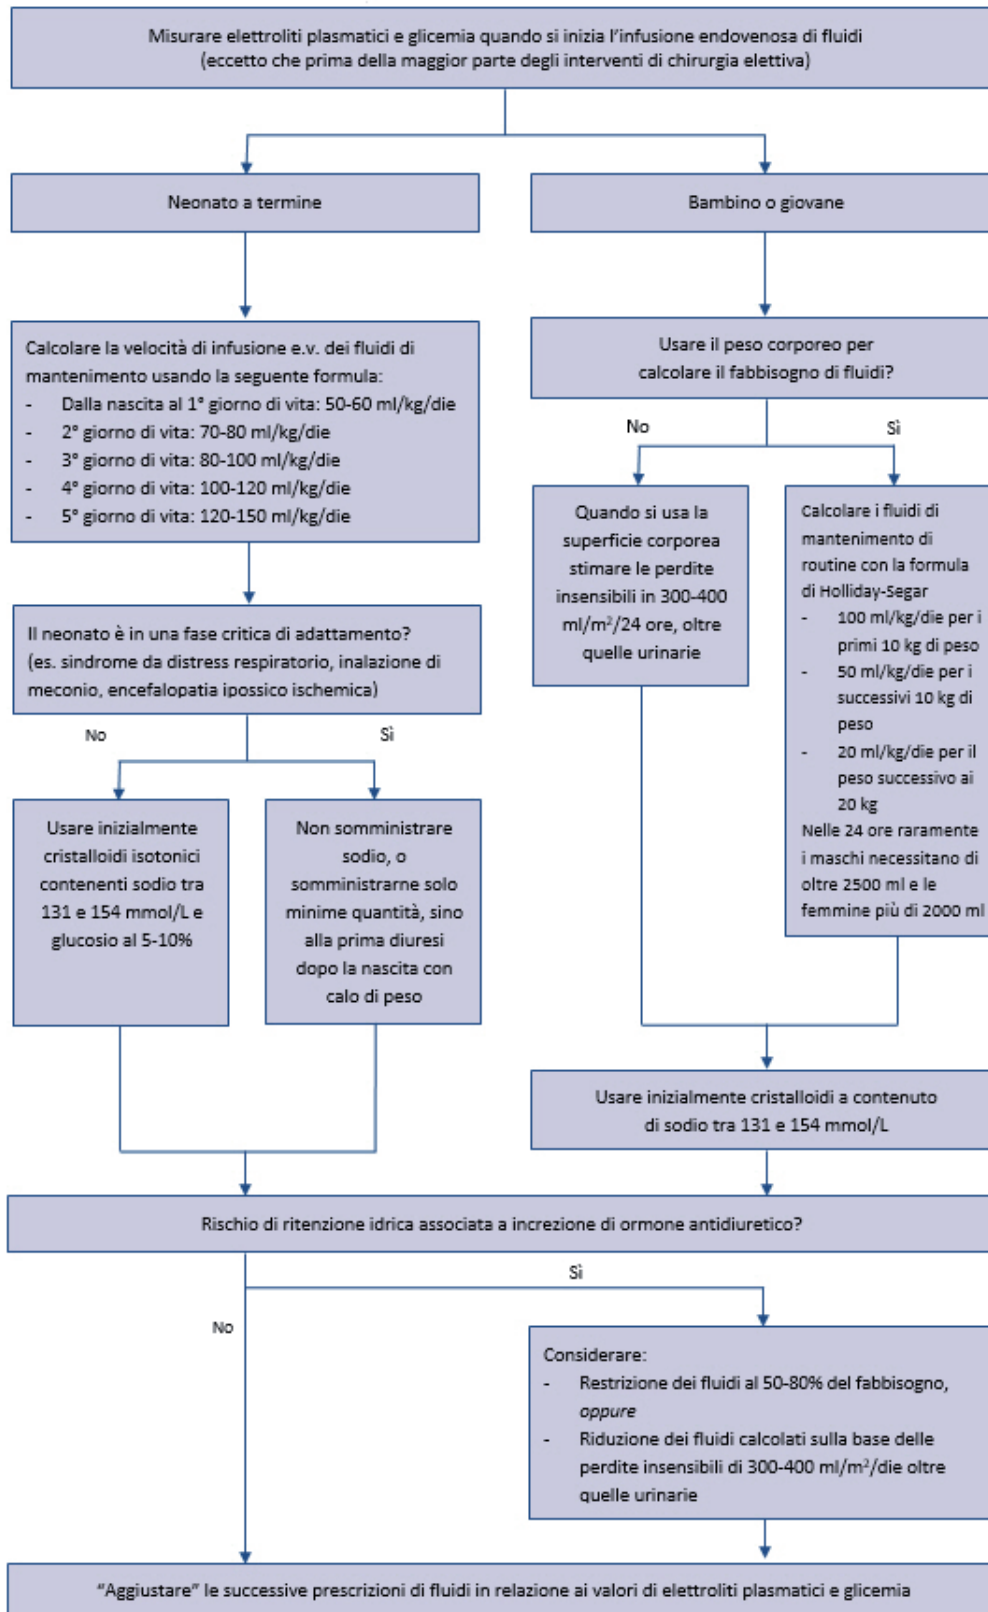 Misurare elettroliti plasmatici e glicemia quando si inizia l'infusione endovenosa di fluidi
(eccetto che prima della maggior parte degli interventi di chirurgia elettiva)
Neonato a termine
Bambino o giovane
Calcolare la velocità di infusione e.v. dei fluidi di
mantenimento usando la seguente formula:
- Dalla nascita al 1° giorno di vita: 50-60 ml/kg/die
- 2° giorno di vita: 70-80 ml/kg/die
- 3° giorno di vita: 80-100 ml/kg/die
- 4° giorno di vita: 100-120 ml/kg/die
- 5° giorno di vita: 120-150 ml/kg/die
Usare il peso corporeo per
calcolare il fabbisogno di fluidi?
No
Sì
Quando si usa la
superficie corporea
stimare le perdite
insensibili in 300-400
ml/m²/24 ore, oltre
quelle urinarie
Calcolare i fluidi di
mantenimento di
routine con la formula
di Holliday-Segar
- 100 ml/kg/die per i
primi 10 kg di peso
- 50 ml/kg/die per i
successivi 10 kg di
peso
- 20 ml/kg/die per il
peso successivo ai
20 kg
Nelle 24 ore raramente
i maschi necessitano di
oltre 2500 ml e le
femmine più di 2000 ml
Il neonato è in una fase critica di adattamento?
(es. sindrome da distress respiratorio, inalazione di
meconio, encefalopatia ipossico ischemica)
No
Sì
Usare inizialmente
cristalloidi isotonici
contenenti sodio tra
131 e 154 mmol/L e
glucosio al 5-10%
Non somministrare
sodio, o
somministrarne solo
minime quantità, sino
alla prima diuresi
dopo la nascita con
calo di peso
Usare inizialmente cristalloidi a contenuto
di sodio tra 131 e 154 mmol/L
Rischio di ritenzione idrica associata a increzione di ormone antidiuretico?
Sì
No
Considerare:
- Restrizione dei fluidi al 50-80% del fabbisogno,
oppure
- Riduzione dei fluidi calcolati sulla base delle
perdite insensibili di 300-400 ml/m²/die oltre
quelle urinarie
"Aggiustare" le successive prescrizioni di fluidi in relazione ai valori di elettroliti plasmatici e glicemia